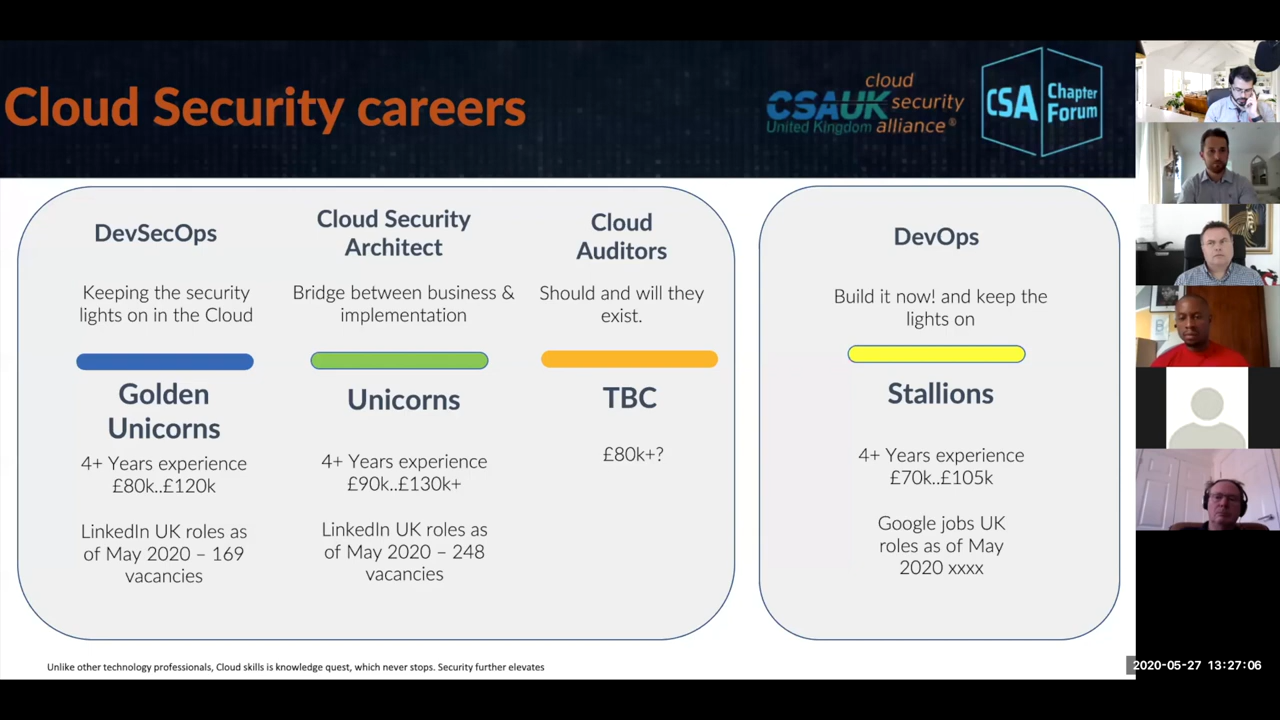 Cloud Security careers
cloud
CSAUK security
United Kingdom alliance®
CSA Chapter
Forum
DevSecOps
Keeping the security
lights on in the Cloud
Golden
Unicorns
4+ Years experience
£80k..£120k
LinkedIn UK roles as
of May 2020 – 169
vacancies
Cloud Security
Architect
Bridge between business &
implementation
Unicorns
4+ Years experience
£90k..£130k+
LinkedIn UK roles as
of May 2020 – 248
vacancies
Cloud
Auditors
Should and will they
exist.
TBC
£80k+?
DevOps
Build it now! and keep the
lights on
Stallions
4+ Years experience
£70k..£105k
Google jobs UK
roles as of May
2020 xxxx
Unlike other technology professionals, Cloud skills is knowledge quest, which never stops. Security further elevates
2020-05-27 13:27:06